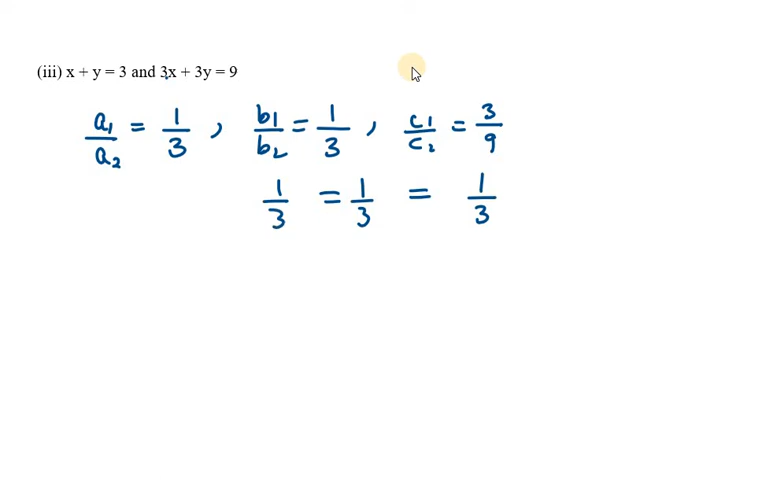 (iii) x + y = 3 and 3x + 3y = 9
a₁/a₂ = 1/3 , b₁/b₂ = 1/3 , c₁/c₂ = 3/9
1/3 = 1/3 = 1/3